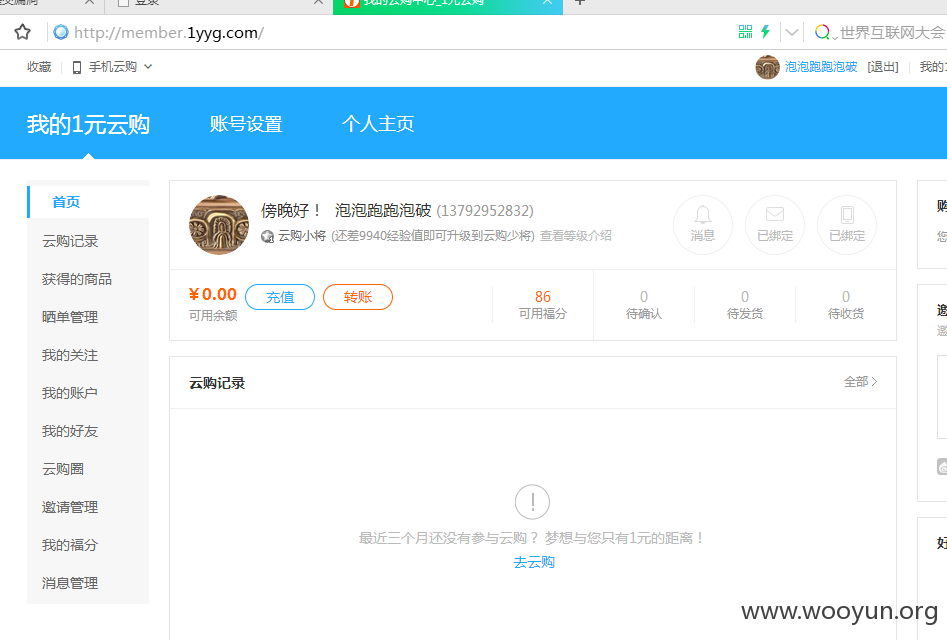 登录
我的云购中心_1元云购
http://member.1yyg.com/
世界互联网大会
收藏
手机云购
泡泡跑跑泡破 [退出]
我的1元云购
账号设置
个人主页
首页
云购记录
获得的商品
晒单管理
我的关注
我的账户
我的好友
云购圈
邀请管理
我的福分
消息管理
傍晚好！ 泡泡跑跑泡破 (13792952832)
云购小将 (还差9940经验值即可升级到云购少将) 查看等级介绍
消息
已绑定
已绑定
￥0.00
可用余额
充值
转账
86
可用福分
0
待确认
0
待发货
0
待收货
云购记录
全部
最近三个月还没有参与云购？ 梦想与您只有1元的距离！
去云购
www.wooyun.org